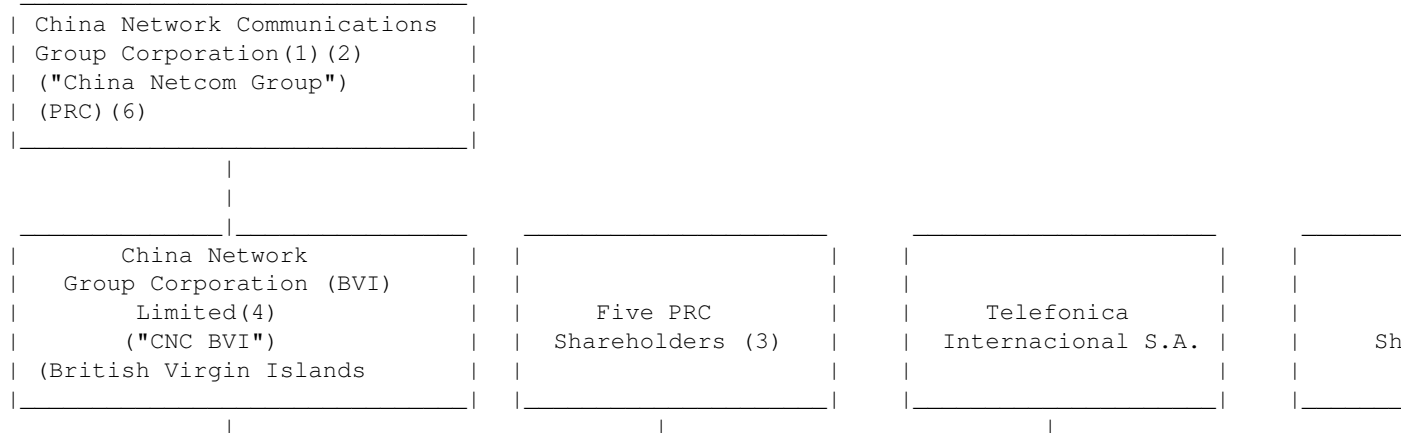 China Network Communications
Group Corporation(1)(2)
("China Netcom Group")
(PRC)(6)
China Network
Group Corporation (BVI)
Limited(4)
("CNC BVI")
(British Virgin Islands
Five PRC
Shareholders (3)
Telefonica
Internacional S.A.
Sh